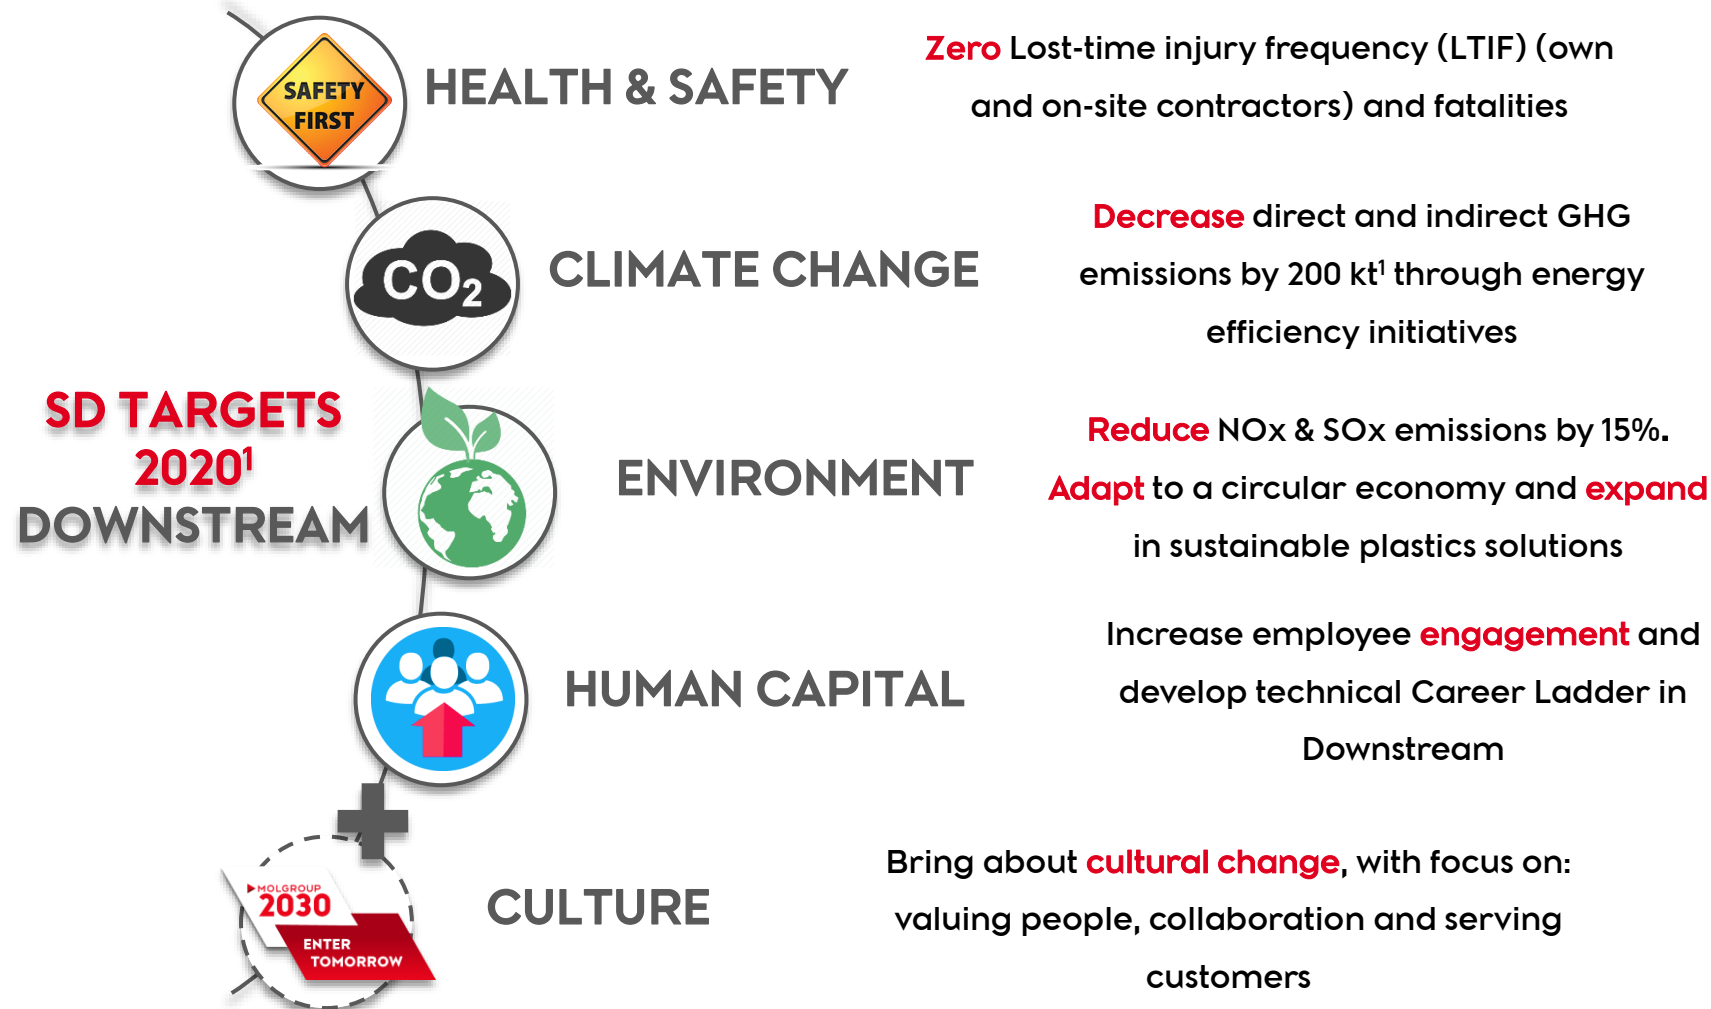 SAFETY
FIRST
HEALTH & SAFETY
Zero Lost-time injury frequency (LTIF) (own
and on-site contractors) and fatalities
CO₂
CLIMATE CHANGE
Decrease direct and indirect GHG
emissions by 200 kt¹ through energy
efficiency initiatives
SD TARGETS
2020¹
DOWNSTREAM
ENVIRONMENT
Reduce NOx & SOx emissions by 15%.
Adapt to a circular economy and expand
in sustainable plastics solutions
HUMAN CAPITAL
Increase employee engagement and
develop technical Career Ladder in
Downstream
MOLGROUP
2030
ENTER
TOMORROW
CULTURE
Bring about cultural change, with focus on:
valuing people, collaboration and serving
customers